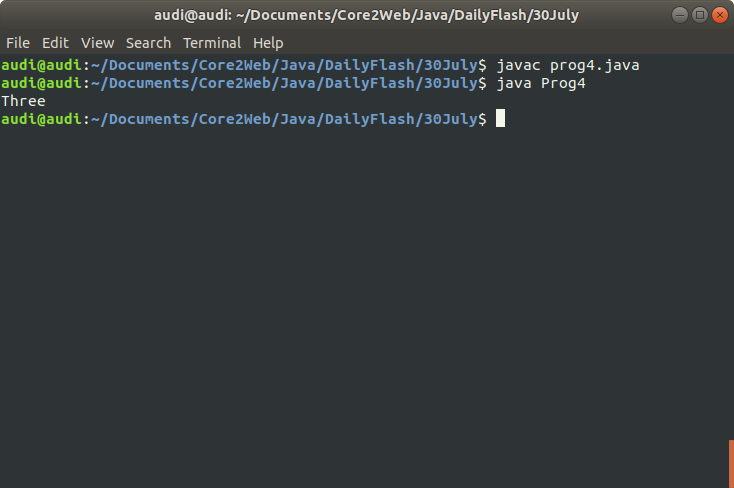 audi@audi: ~/Documents/Core2Web/Java/DailyFlash/30July
File Edit View Search Terminal Help
audi@audi:~/Documents/Core2Web/Java/DailyFlash/30July$ javac prog4.java
audi@audi:~/Documents/Core2Web/Java/DailyFlash/30July$ java Prog4
Three
audi@audi:~/Documents/Core2Web/Java/DailyFlash/30July$